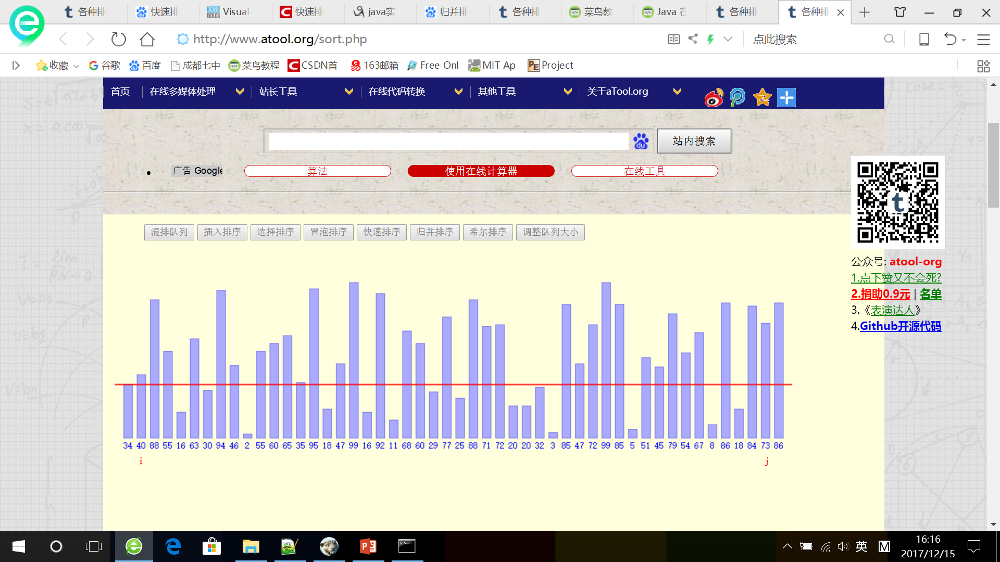 各种排
快速排
Visual
快速排
java实
归并排
各种排
菜鸟教
Java 在
各种排
各种排
http://www.atool.org/sort.php
点此搜索
收藏
谷歌
百度
成都七中
菜鸟教程
CSDN首
163邮箱
Free Onl
MIT Ap
Project
首页
在线多媒体处理
站长工具
在线代码转换
其他工具
关于aTool.org
du
站内搜索
广告 Google
算法
使用在线计算器
在线工具
混排队列
插入排序
选择排序
冒泡排序
快速排序
归并排序
希尔排序
调整队列大小
公众号: atool-org
1.点下赞又不会死?
2.捐助0.9元 | 名单
3.《表演达人》
4.Github开源代码
34 40 88 55 16 63 30 94 46 2 55 60 65 35 95 18 47 99 16 92 11 68 60 29 77 25 88 71 72 20 20 32 3 85 47 72 99 85 5 51 45 79 54 67 8 86 18 84 73 86
i j
英
M
16:16
2017/12/15